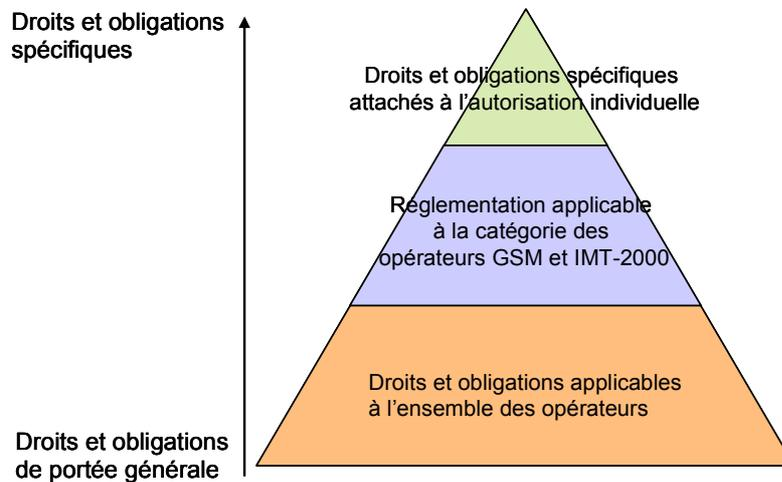 Droits et obligations
spécifiques
Droits et obligations spécifiques
attachés à l'autorisation individuelle
Réglementation applicable
à la catégorie des
opérateurs GSM et IMT-2000
Droits et obligations applicables
à l'ensemble des opérateurs
Droits et obligations
de portée générale